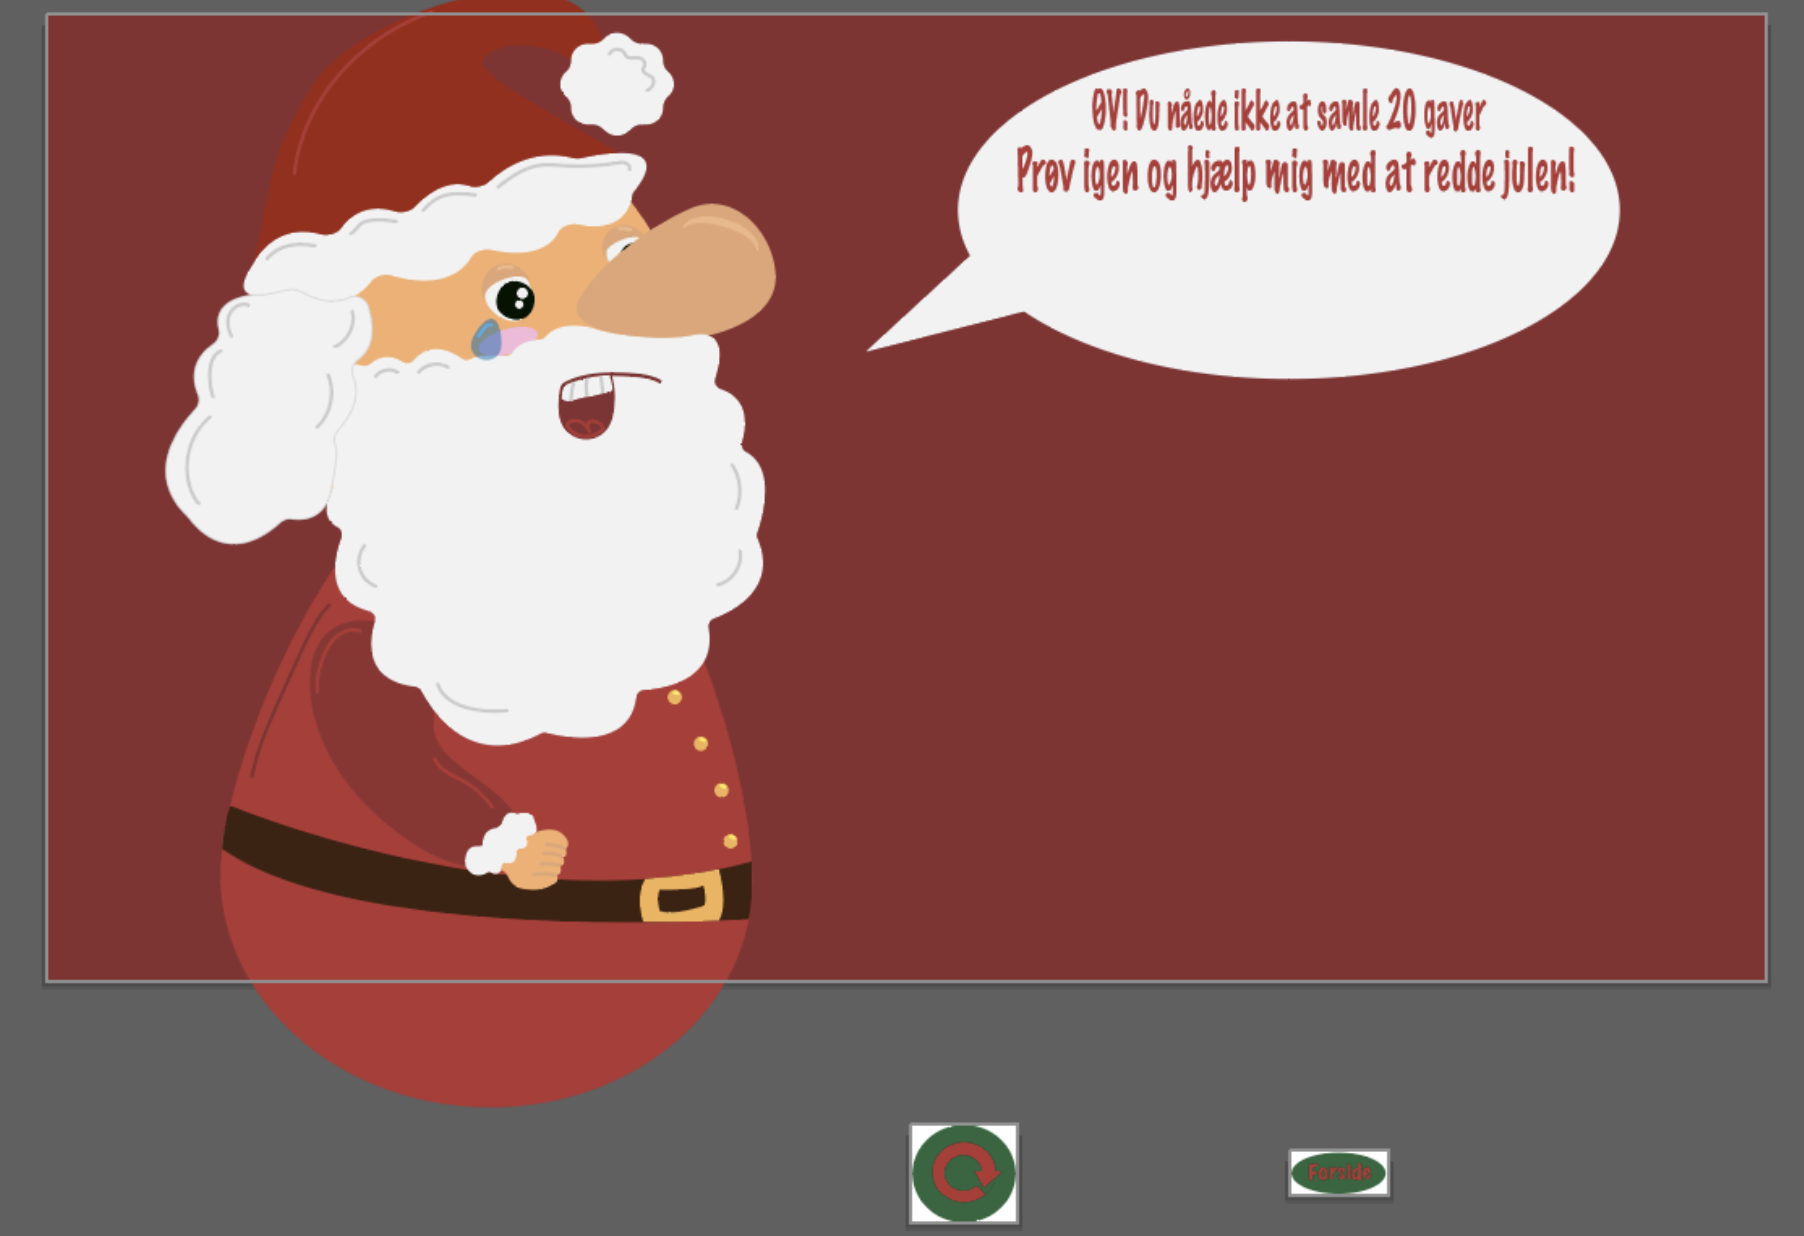 ØV! Du nåede ikke at samle 20 gaver
Prøv igen og hjælp mig med at redde julen!
Forside